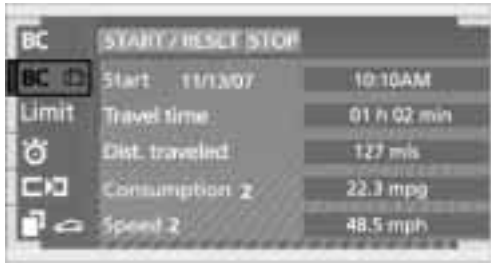 BC START / RESET STOP
BC Start 11/13/07 10:10AM
Limit Travel time 01 h 02 min
Dist. traveled 127 mls
Consumption 2 22.3 mpg
Speed 2 48.5 mph